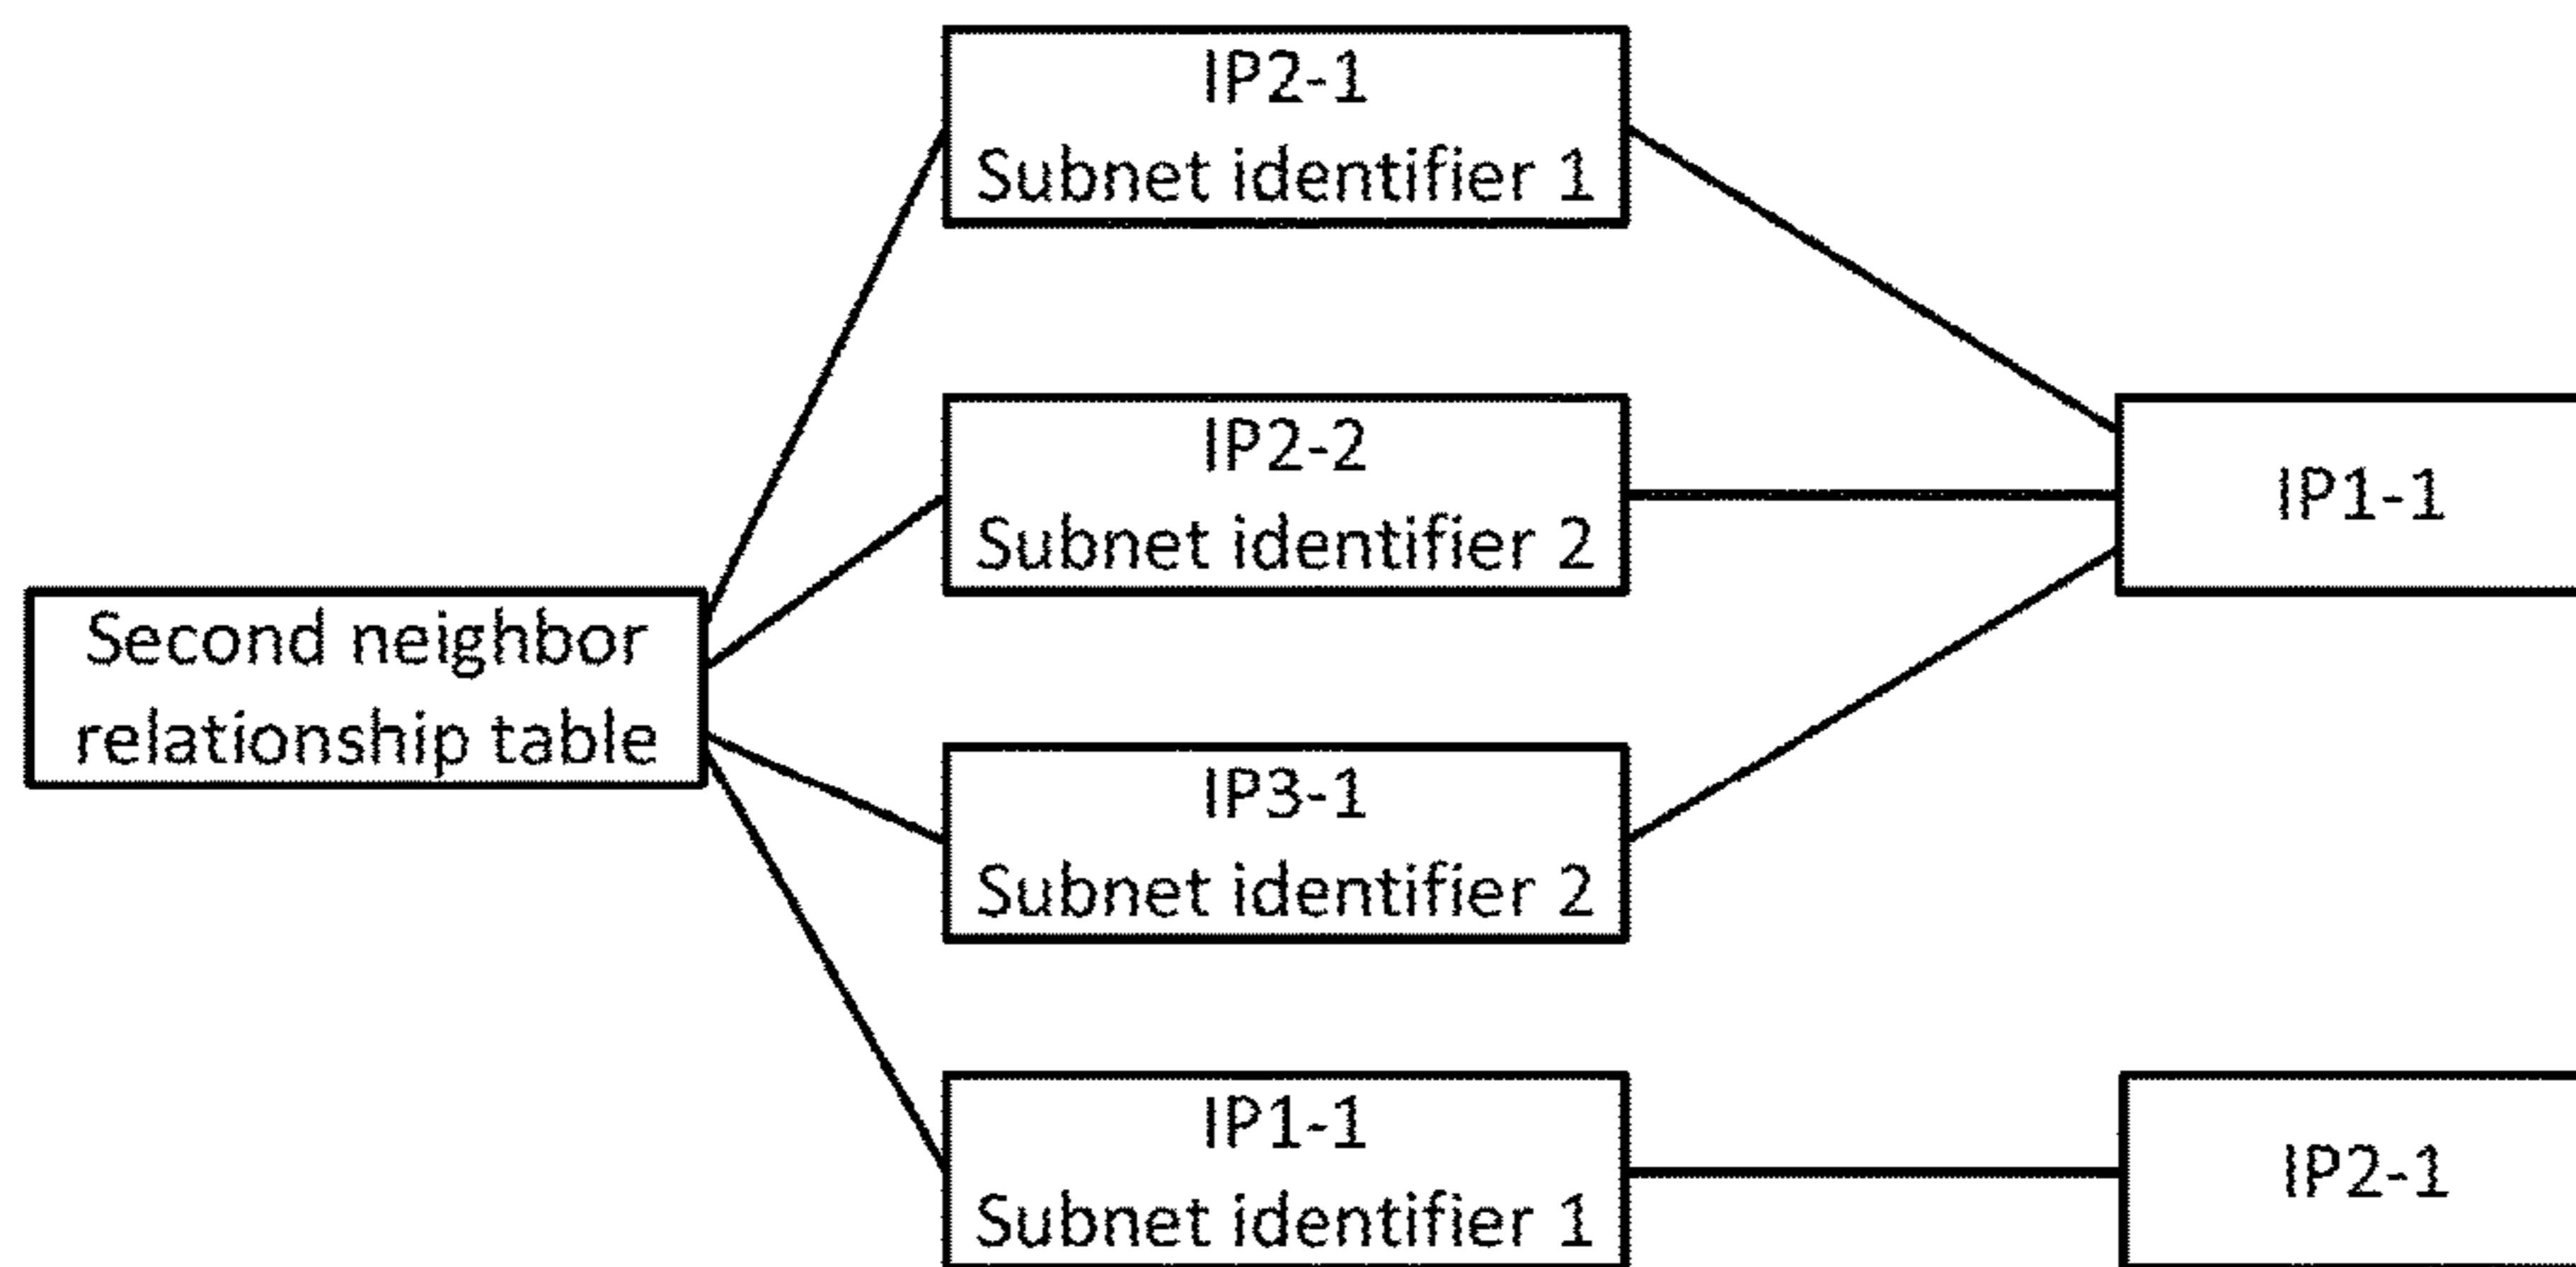 IP2-1
Subnet identifier 1
IP2-2
Subnet identifier 2
IP1-1
Second neighbor
relationship table
IP3-1
Subnet identifier 2
IP1-1
Subnet identifier 1
IP2-1